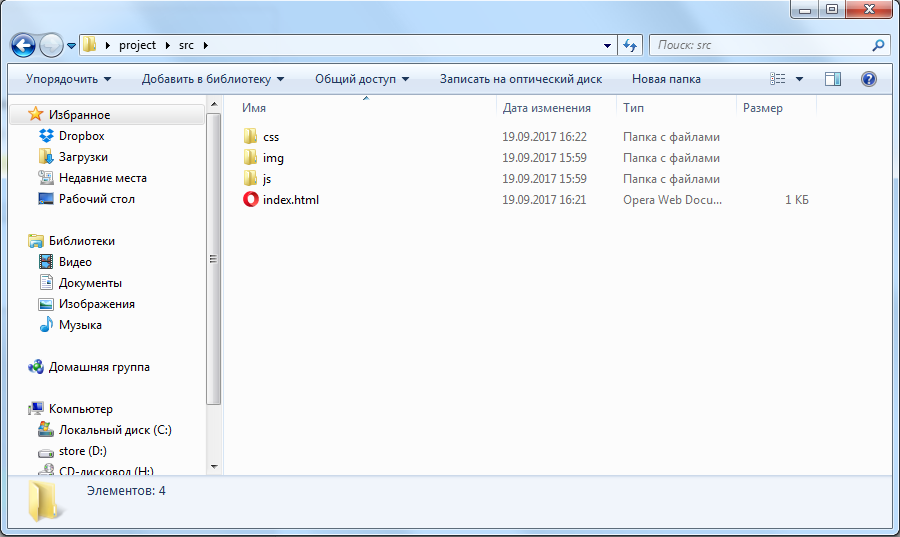 project src
Поиск: src
Упорядочить Добавить в библиотеку Общий доступ Записать на оптический диск Новая папка
Избранное
Dropbox
Загрузки
Недавние места
Рабочий стол
Библиотеки
Видео
Документы
Изображения
Музыка
Домашняя группа
Компьютер
Локальный диск (C:)
store (D:)
CD-дисковод (H:)
Имя Дата изменения Тип Размер
css 19.09.2017 16:22 Папка с файлами
img 19.09.2017 15:59 Папка с файлами
js 19.09.2017 15:59 Папка с файлами
index.html 19.09.2017 16:21 Opera Web Docu... 1 КБ
Элементов: 4